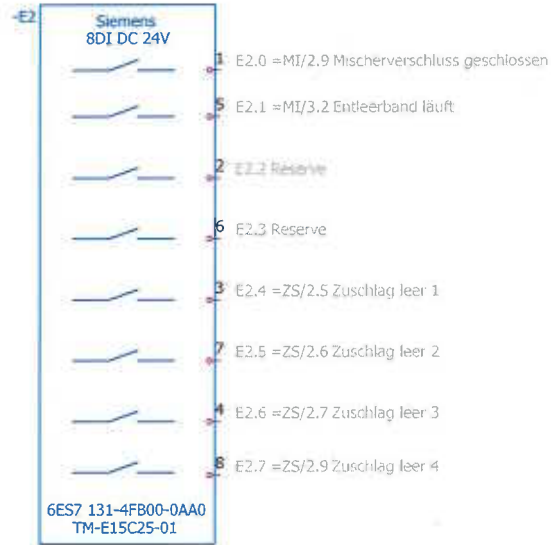 -E2
Siemens
8DI DC 24V
1 E2.0 =MI/2.9 Mischerverschluss geschlossen
5 E2.1 =MI/3.2 Entleerband läuft
2 E2.2 Reserve
6 E2.3 Reserve
3 E2.4 =ZS/2.5 Zuschlag leer 1
7 E2.5 =ZS/2.6 Zuschlag leer 2
4 E2.6 =ZS/2.7 Zuschlag leer 3
8 E2.7 =ZS/2.9 Zuschlag leer 4
6ES7 131-4FB00-0AA0
TM-E15C25-01